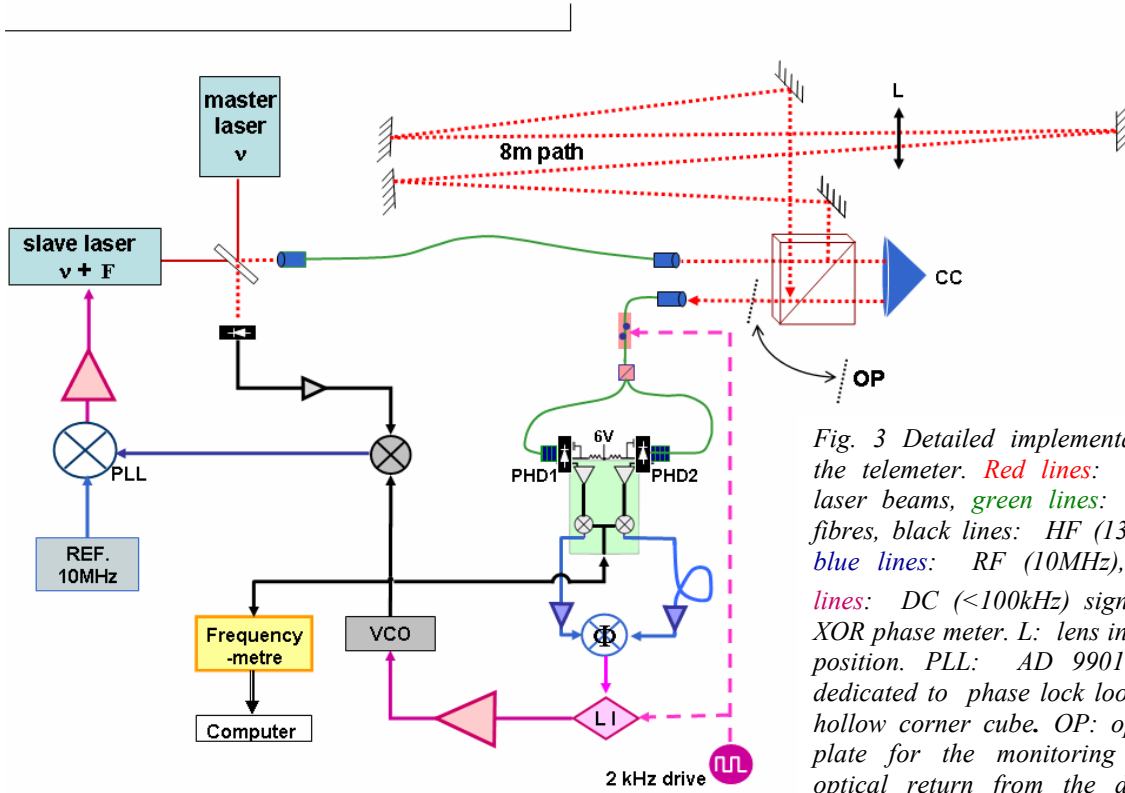 master
laser
ν
L
8m path
slave laser
ν + F
CC
OP
PLL
6V
PHD1
PHD2
REF.
10MHz
Frequency
-metre
VCO
Φ
Computer
L I
2 kHz drive
Fig. 3 Detailed implementa
the telemeter. Red lines:
laser beams, green lines:
fibres, black lines: HF (13
blue lines: RF (10MHz),
lines: DC (<100kHz) sign
XOR phase meter. L: lens in
position. PLL: AD 9901
dedicated to phase lock loo
hollow corner cube. OP: op
plate for the monitoring
optical return from the d